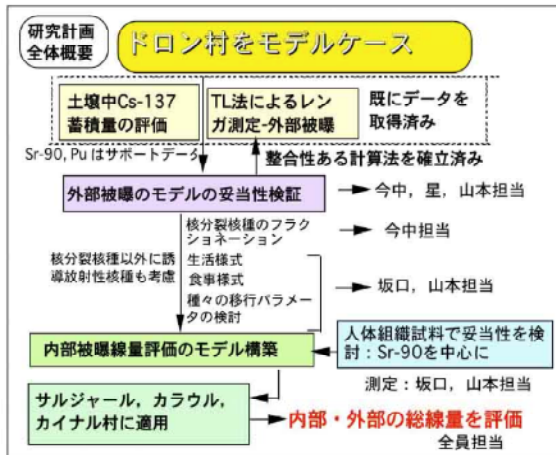 研究計画
全体概要
ドロン村をモデルケース
土壌中Cs-137
蓄積量の評価
TL法によるレン
ガ測定-外部被曝
既にデータを
取得済み
Sr-90, Pu はサポートデータ
整合性ある計算法を確立済み
外部被曝のモデルの妥当性検証
今中，星，山本担当
核分裂核種のフラク
ショネーション
今中担当
核分裂核種以外に誘
導放射性核種も考慮
生活様式
食事様式
種々の移行パラメー
タの検討
坂口，山本担当
内部被曝線量評価のモデル構築
人体組織試料で妥当性を検
討：Sr-90を中心に
測定：坂口，山本担当
サルジャール，カラウル，
カイナル村に適用
内部・外部の総線量を評価
全員担当